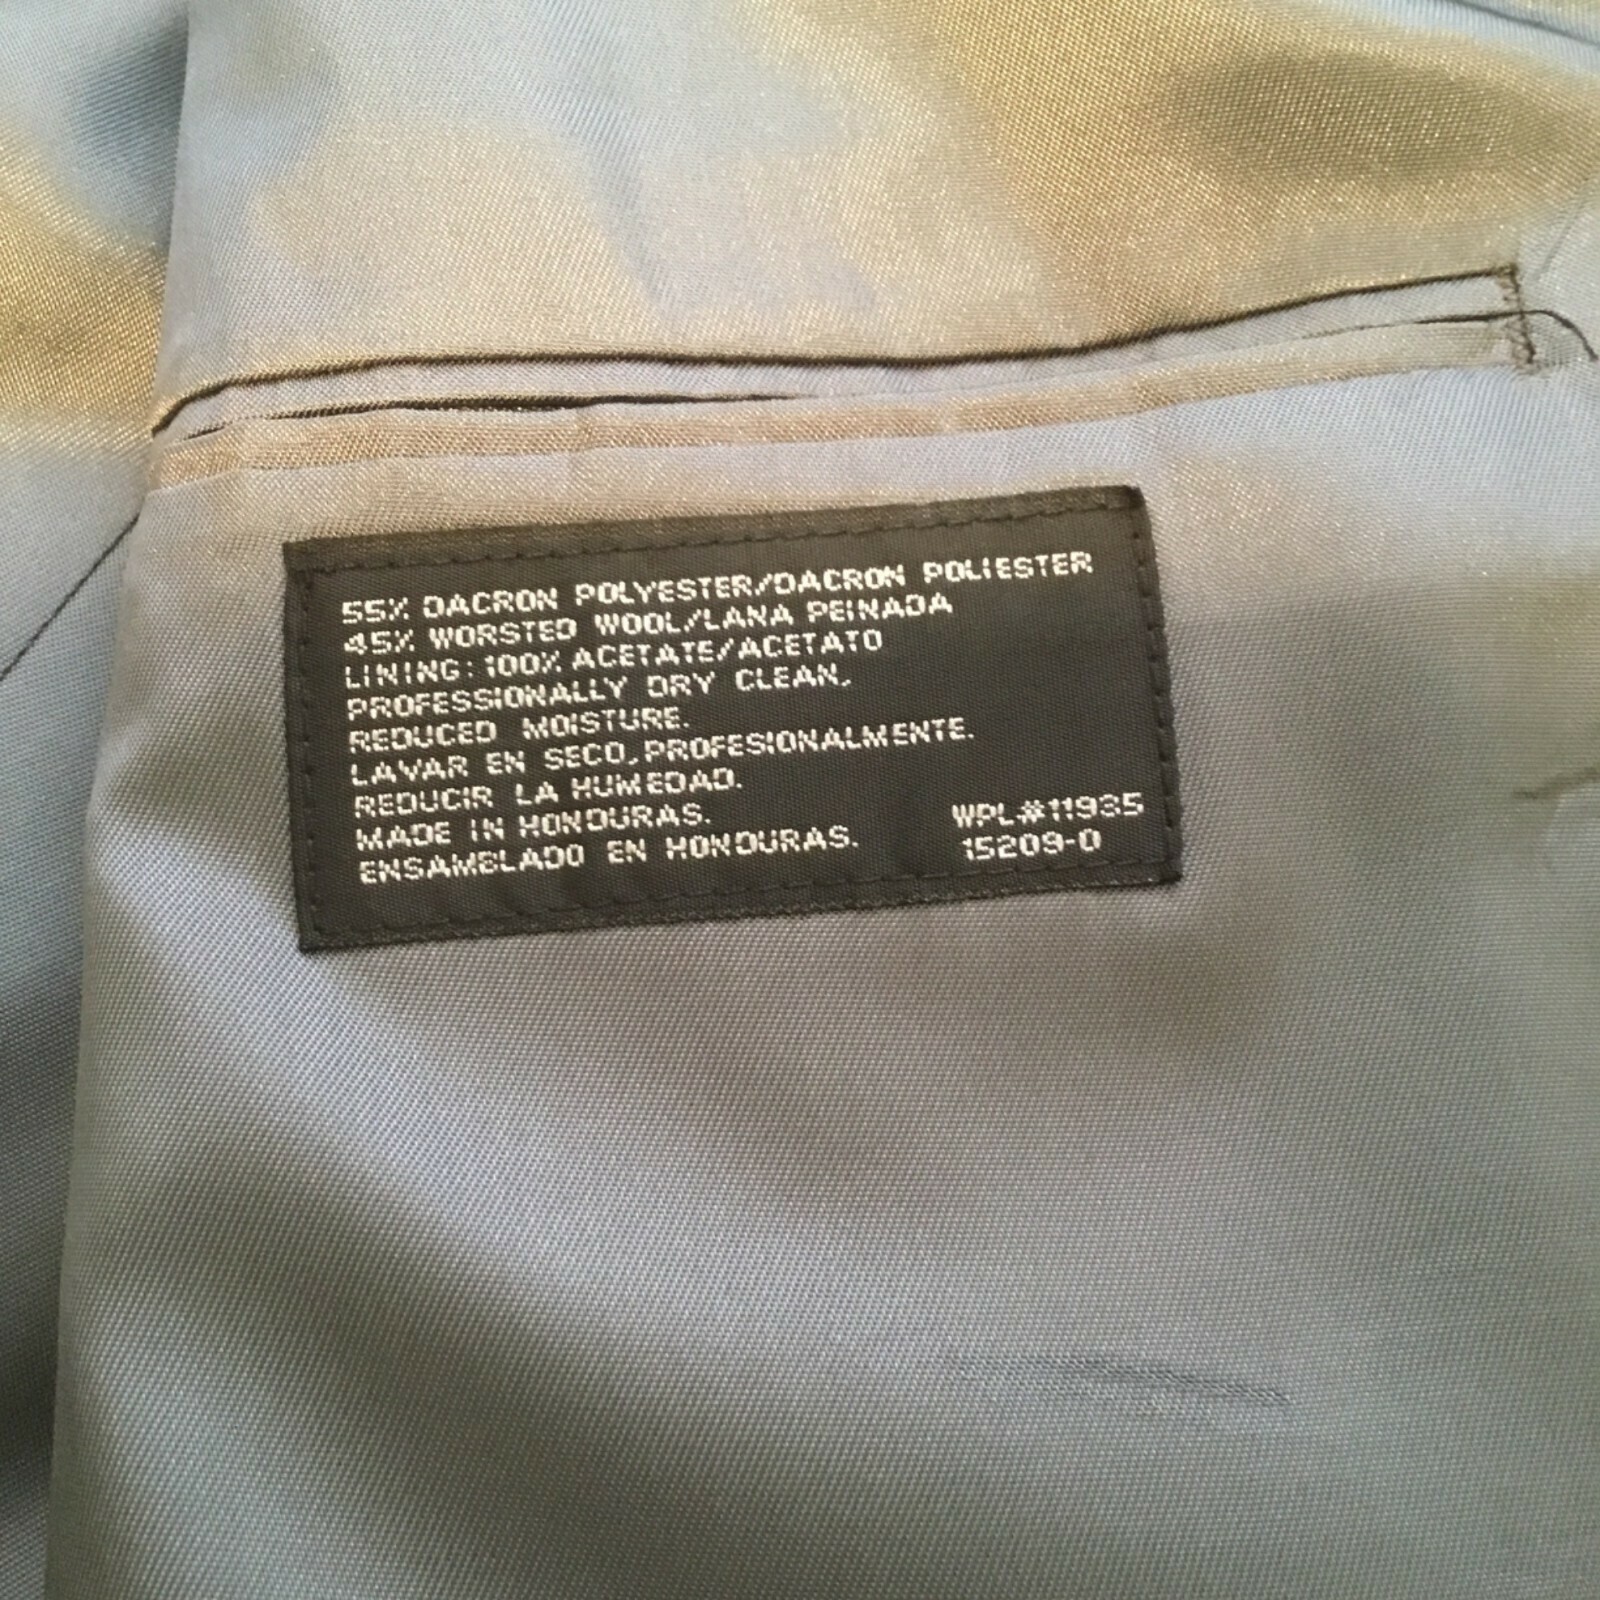 55% DACRON POLYESTER/DACRON POLIESTER
45% WORSTED WOOL/LANA PEINADA
LINING: 100% ACETATE/ACETATO
PROFESSIONALLY DRY CLEAN,
REDUCED MOISTURE.
LAVAR EN SECO, PROFESIONALMENTE.
REDUCIR LA HUMEDAD.
MADE IN HONDURAS.
ENSAMBLADO EN HONDURAS.
WPL#11935
15209-0